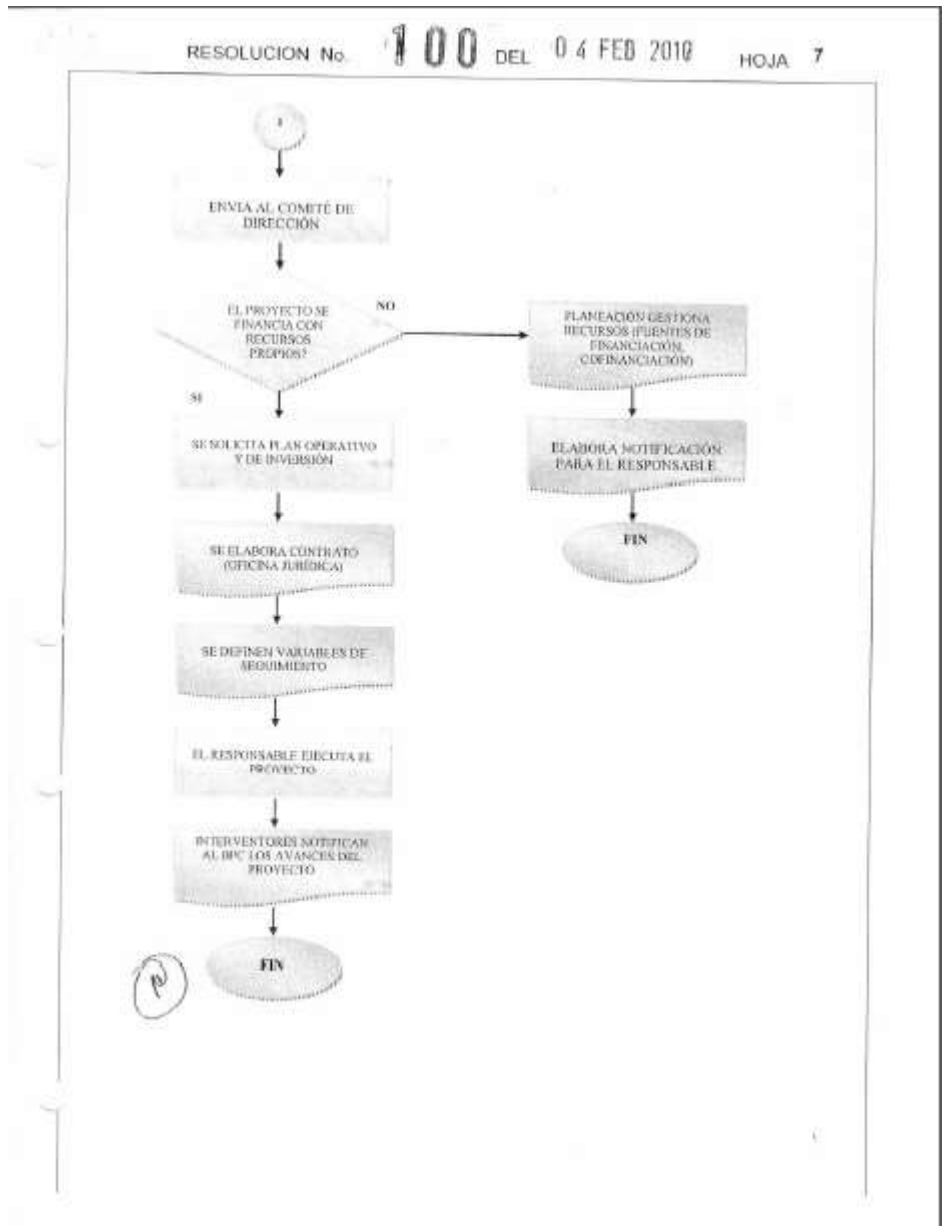 RESOLUCION No. 100 DEL 04 FEB 2010 HOJA 7
ENVIA AL COMITÉ DE
DIRECCIÓN
EL PROYECTO SE
FINANCIA CON
RECURSOS
PROPIOS?
NO
SI
PLANEACIÓN GESTIONA
RECURSOS (FUENTES DE
FINANCIACIÓN,
COFINANCIACIÓN)
ELABORA NOTIFICACIÓN
PARA EL RESPONSABLE
FIN
SE SOLICITA PLAN OPERATIVO
Y DE INVERSIÓN
SE ELABORA CONTRATO
(OFICINA JURÍDICA)
SE DEFINEN VARIABLES DE
SEGUIMIENTO
EL RESPONSABLE EJECUTA EL
PROYECTO
INTERVENTORES NOTIFICAN
AL BPC LOS AVANCES DEL
PROYECTO
FIN